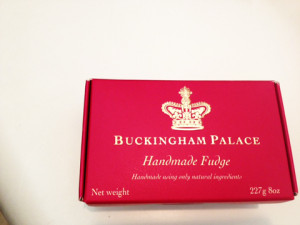 BUCKINGHAM PALACE
Handmade Fudge
Handmade using only natural ingredients
Net weight 227g 8oz